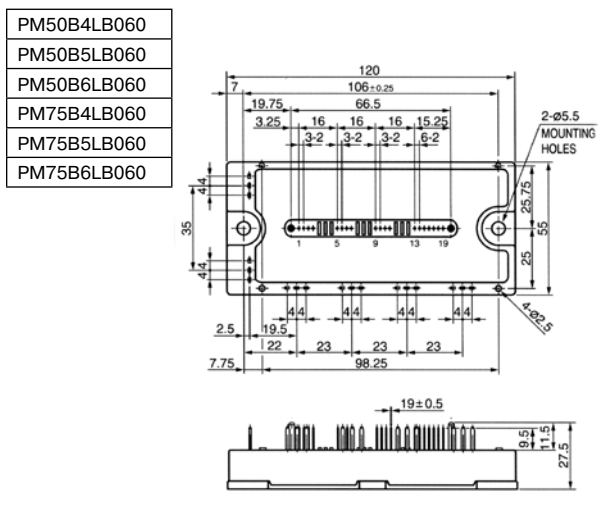 PM50B4LB060
PM50B5LB060
PM50B6LB060
PM75B4LB060
PM75B5LB060
PM75B6LB060
120
7 106±0.25
19.75 66.5
3.25 16 16 16 15.25
3-2 3-2 3-2 6-2
2-ø5.5
MOUNTING
HOLES
4 4
35
4 4
1 5 9 13 19
25.75
25
55
4 4 4 4 4 4 4 4
4-ø2.5
2.5 19.5
22 23 23 23
7.75 98.25
19±0.5
9.5
11.5
27.5